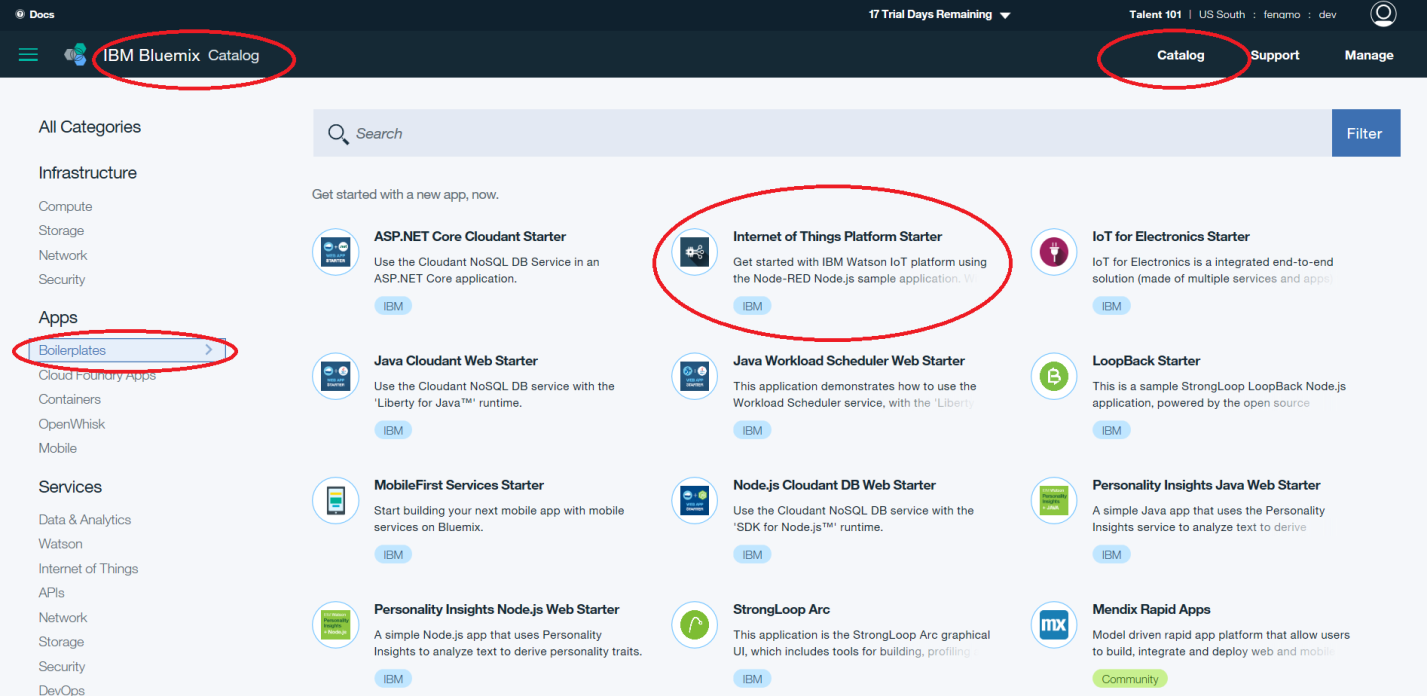 Docs
17 Trial Days Remaining
Talent 101 | US South : fengmo : dev
IBM Bluemix Catalog
Catalog
Support
Manage
All Categories
Infrastructure
Compute
Storage
Network
Security
Apps
Boilerplates
Cloud Foundry Apps
Containers
OpenWhisk
Mobile
Services
Data & Analytics
Watson
Internet of Things
APIs
Network
Storage
Security
DevOps
Search
Filter
Get started with a new app, now.
ASP.NET Core Cloudant Starter
Use the Cloudant NoSQL DB Service in an
ASP.NET Core application.
IBM
Internet of Things Platform Starter
Get started with IBM Watson IoT platform using
the Node-RED Node.js sample application.
IBM
IoT for Electronics Starter
IoT for Electronics is a integrated end-to-end
solution (made of multiple services and apps
IBM
Java Cloudant Web Starter
Use the Cloudant NoSQL DB service with the
'Liberty for Java™' runtime.
IBM
Java Workload Scheduler Web Starter
This application demonstrates how to use the
Workload Scheduler service, with the 'Liberty
IBM
LoopBack Starter
This is a sample StrongLoop LoopBack Node.js
application, powered by the open source
IBM
MobileFirst Services Starter
Start building your next mobile app with mobile
services on Bluemix.
IBM
Node.js Cloudant DB Web Starter
Use the Cloudant NoSQL DB service with the
'SDK for Node.js™' runtime.
IBM
Personality Insights Java Web Starter
A simple Java app that uses the Personality
Insights service to analyze text to derive
IBM
Personality Insights Node.js Web Starter
A simple Node.js app that uses Personality
Insights to analyze text to derive personality traits.
IBM
StrongLoop Arc
This application is the StrongLoop Arc graphical
UI, which includes tools for building, profiling
IBM
mx
Mendix Rapid Apps
Model driven rapid app platform that allow users
to build, integrate and deploy web and mobile
Community